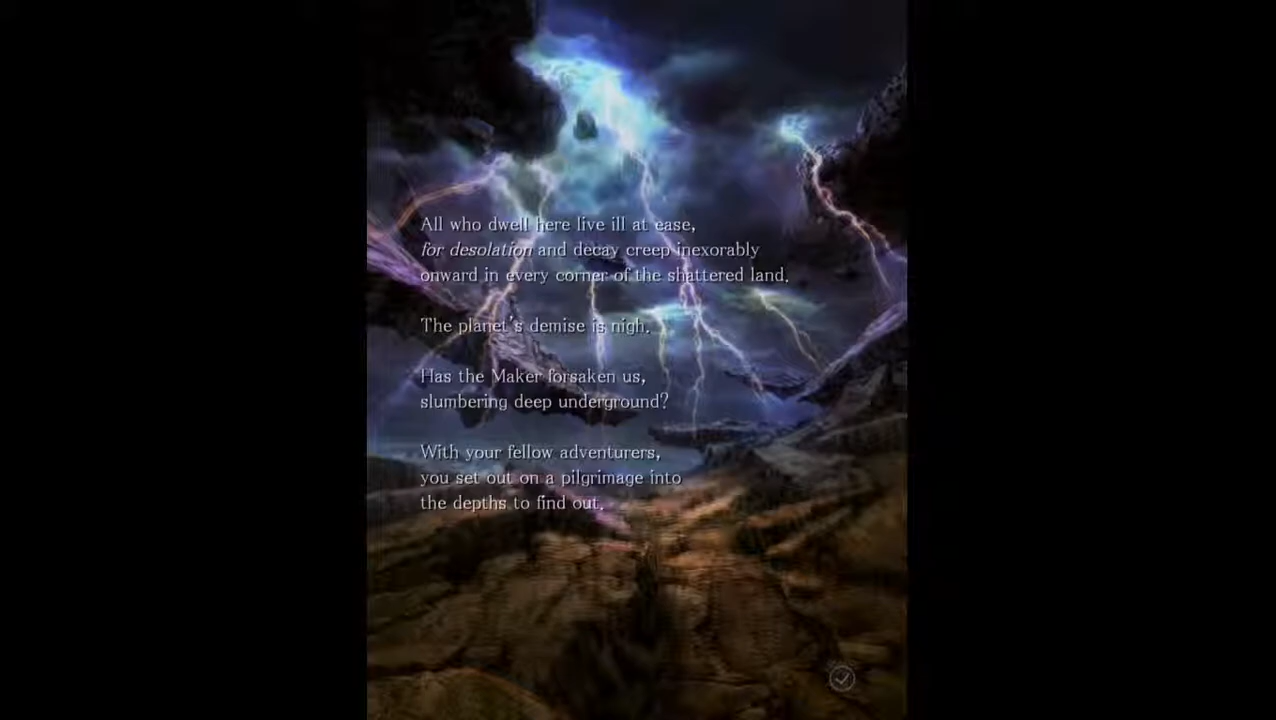 All who dwell here live ill at ease,
for desolation and decay creep inexorably
onward in every corner of the shattered land.
The planet's demise is nigh.
Has the Maker forsaken us,
slumbering deep underground?
With your fellow adventurers,
you set out on a pilgrimage into
the depths to find out.